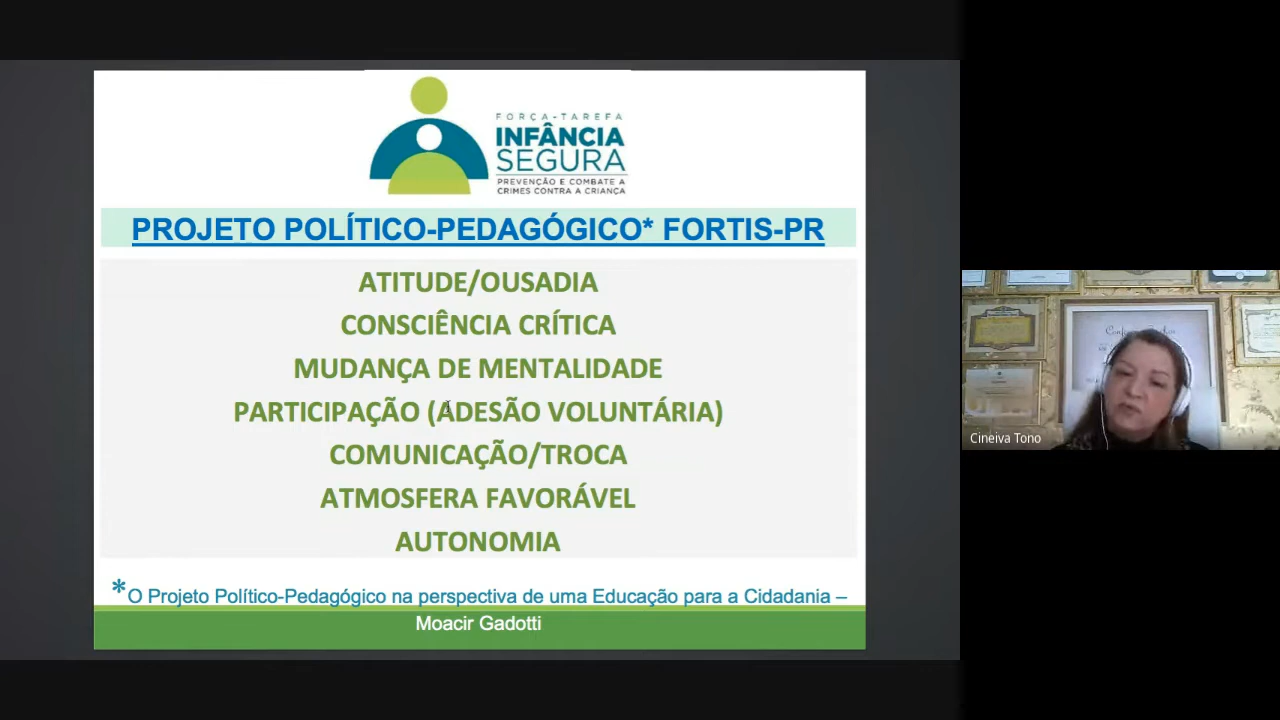 FORÇA-TAREFA
INFÂNCIA
SEGURA
PREVENÇÃO E COMBATE A
CRIMES CONTRA A CRIANÇA
PROJETO POLÍTICO-PEDAGÓGICO* FORTIS-PR
ATITUDE/OUSADIA
CONSCIÊNCIA CRÍTICA
MUDANÇA DE MENTALIDADE
PARTICIPAÇÃO (ADESÃO VOLUNTÁRIA)
COMUNICAÇÃO/TROCA
ATMOSFERA FAVORÁVEL
AUTONOMIA
*O Projeto Político-Pedagógico na perspectiva de uma Educação para a Cidadania –
Moacir Gadotti
Cineiva Tono